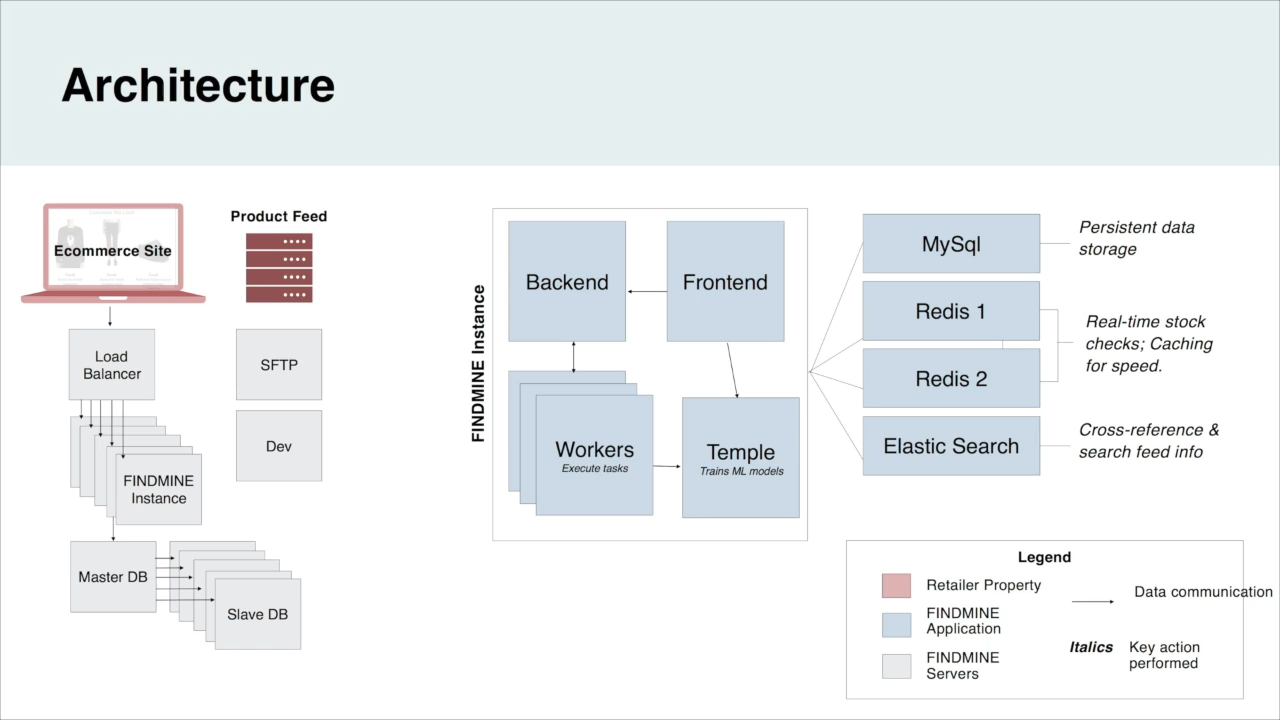 Architecture
Ecommerce Site
Product Feed
Load
Balancer
SFTP
Dev
FINDMINE
Instance
Master DB
Slave DB
FINDMINE Instance
Backend
Frontend
Workers
Execute tasks
Temple
Trains ML models
MySql
Persistent data
storage
Redis 1
Redis 2
Real-time stock
checks; Caching
for speed.
Elastic Search
Cross-reference &
search feed info
Legend
Retailer Property
FINDMINE
Application
FINDMINE
Servers
Data communication
Italics
Key action
performed